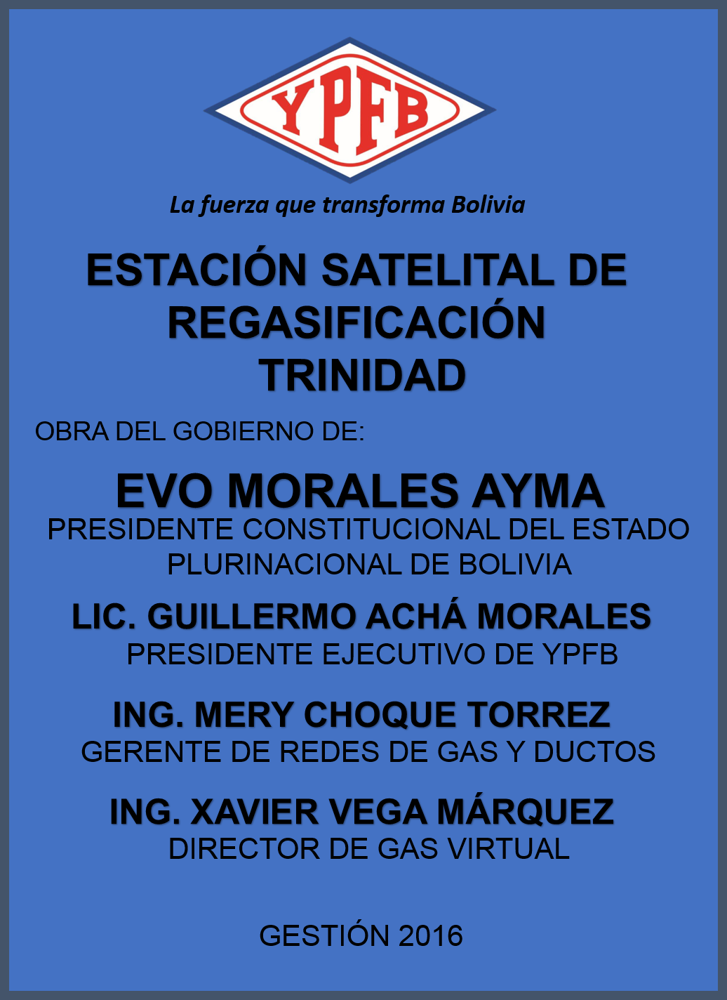 YPFB
La fuerza que transforma Bolivia
ESTACIÓN SATELITAL DE
REGASIFICACIÓN
TRINIDAD
OBRA DEL GOBIERNO DE:
EVO MORALES AYMA
PRESIDENTE CONSTITUCIONAL DEL ESTADO
PLURINACIONAL DE BOLIVIA
LIC. GUILLERMO ACHÁ MORALES
PRESIDENTE EJECUTIVO DE YPFB
ING. MERY CHOQUE TORREZ
GERENTE DE REDES DE GAS Y DUCTOS
ING. XAVIER VEGA MÁRQUEZ
DIRECTOR DE GAS VIRTUAL
GESTIÓN 2016